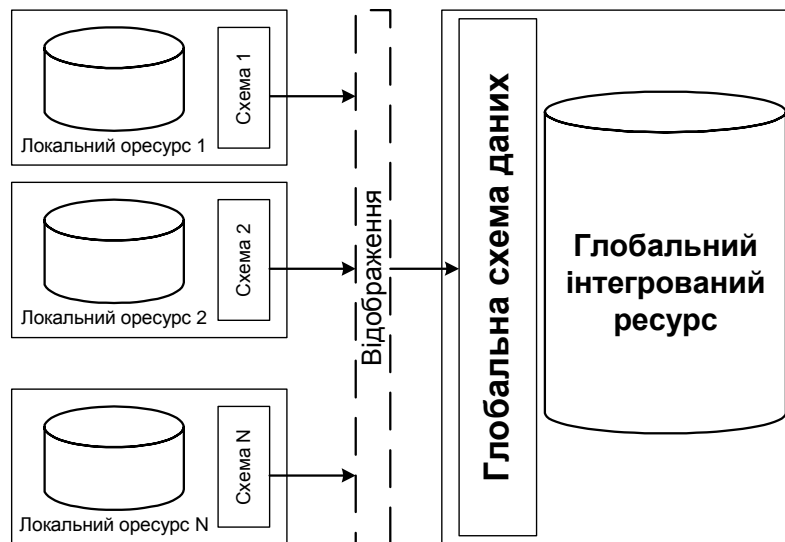 Схема 1
Локальний оресурс 1
Схема 2
Локальний оресурс 2
Схема N
Локальний оресурс N
Відображення
Глобальна схема даних
Глобальний
інтегрований
ресурс